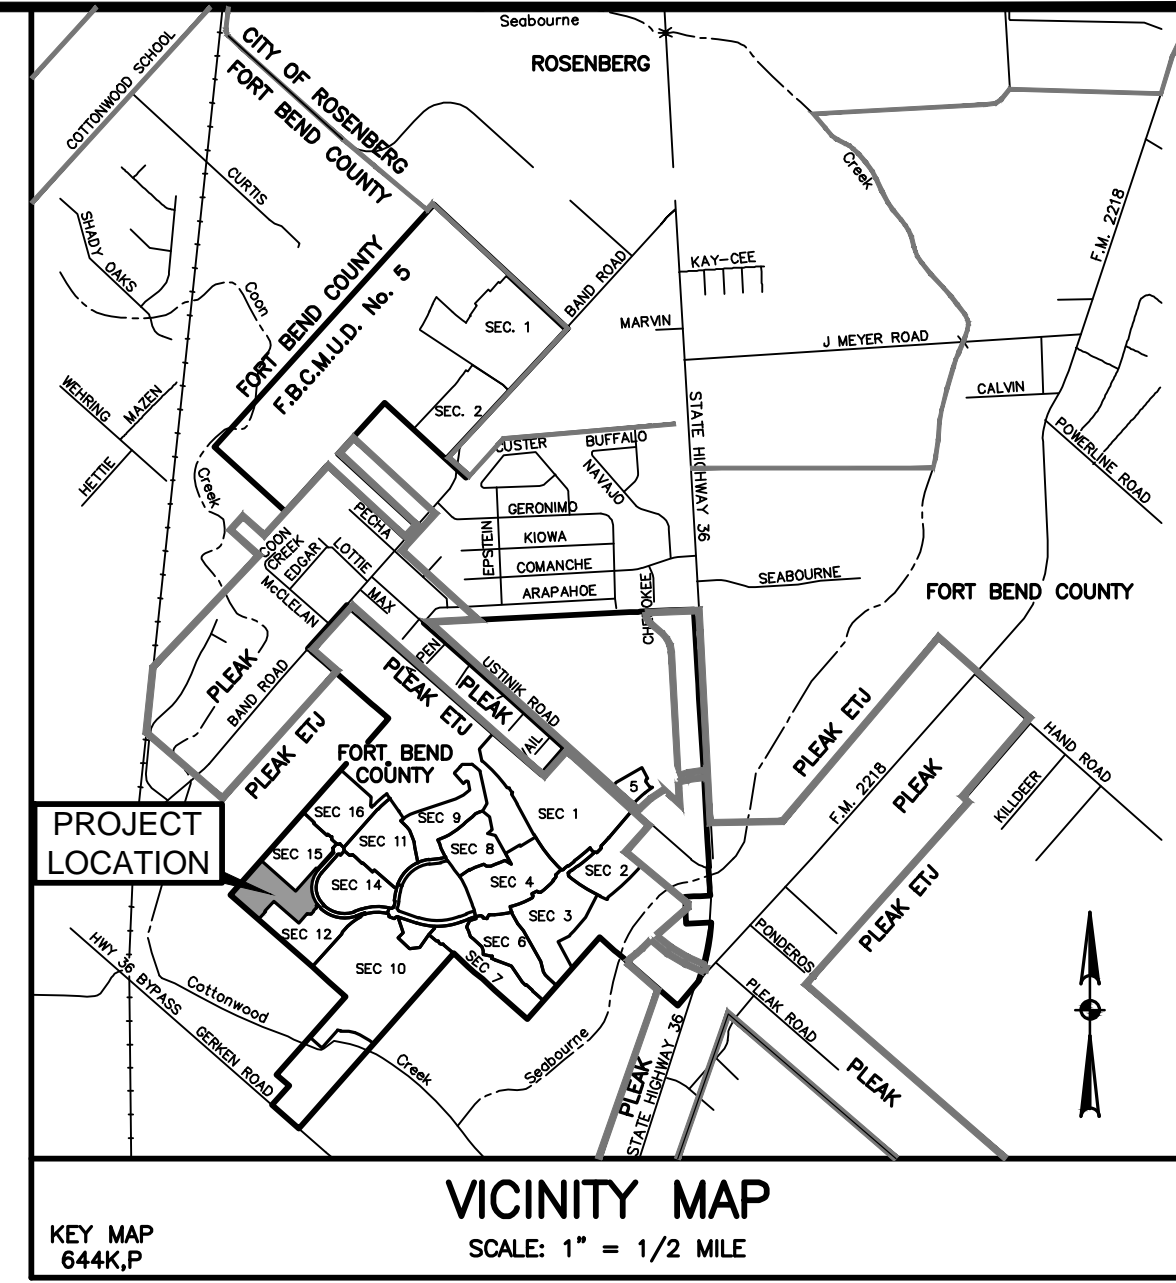 Seabourne
ROSENBERG
COTTONWOOD SCHOOL
CITY OF ROSENBERG
FORT BEND COUNTY
CURTIS
Creek
F.M. 2218
SHADY OAKS
Coon
FORT BEND COUNTY
F.B.C.M.U.D. No. 5
SEC. 1
BAND ROAD
KAY-CEE
MARVIN
J MEYER ROAD
CALVIN
WEHRING
MAZEN
HETTIE
SEC. 2
STATE HIGHWAY 36
POWERLINE ROAD
CUSTER
BUFFALO
NAVAJO
Creek
PECHA
GERONIMO
EPSTEIN
KIOWA
COMANCHE
ARAPAHOE
CHEROKEE
SEABOURNE
COON
CREEK
EDGAR
LOTTIE
McCLELAN
MAX
FORT BEND COUNTY
PEN
USTINIK ROAD
PLEAK
BAND ROAD
PLEAK ETJ
PLEAK
AIL
PLEAK ETJ
FORT BEND
COUNTY
PLEAK ETJ
F.M. 2218
PLEAK
HAND ROAD
KILLDEER
PLEAK ETJ
PROJECT
LOCATION
SEC 16
SEC 9
SEC 1
5
SEC 11
SEC 8
SEC 15
SEC 14
SEC 4
SEC 2
SEC 3
SEC 12
SEC 6
SEC 7
SEC 10
PONDEROS
PLEAK ROAD
HWY 36 BYPASS
Cottonwood
GERKEN ROAD
Creek
Seabourne
PLEAK
STATE HIGHWAY 36
PLEAK
VICINITY MAP
SCALE: 1" = 1/2 MILE
KEY MAP
644K,P